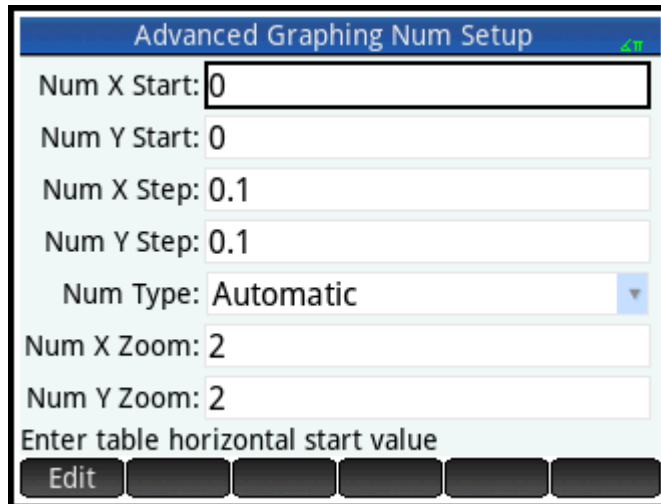 Advanced Graphing Num Setup ∡π
Num X Start: 0
Num Y Start: 0
Num X Step: 0.1
Num Y Step: 0.1
Num Type: Automatic
Num X Zoom: 2
Num Y Zoom: 2
Enter table horizontal start value
Edit